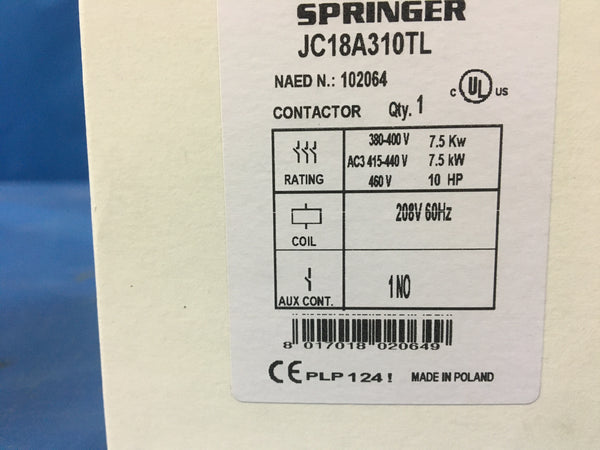 SPRINGER
JC18A310TL
NAED N.: 102064
C UL US
CONTACTOR Qty. 1
380-400 V 7.5 Kw
AC3 415-440 V 7.5 kW
RATING 460 V 10 HP
208V 60Hz
COIL
1 NO
AUX CONT.
8 017018 020649
CE PLP 124 ! MADE IN POLAND